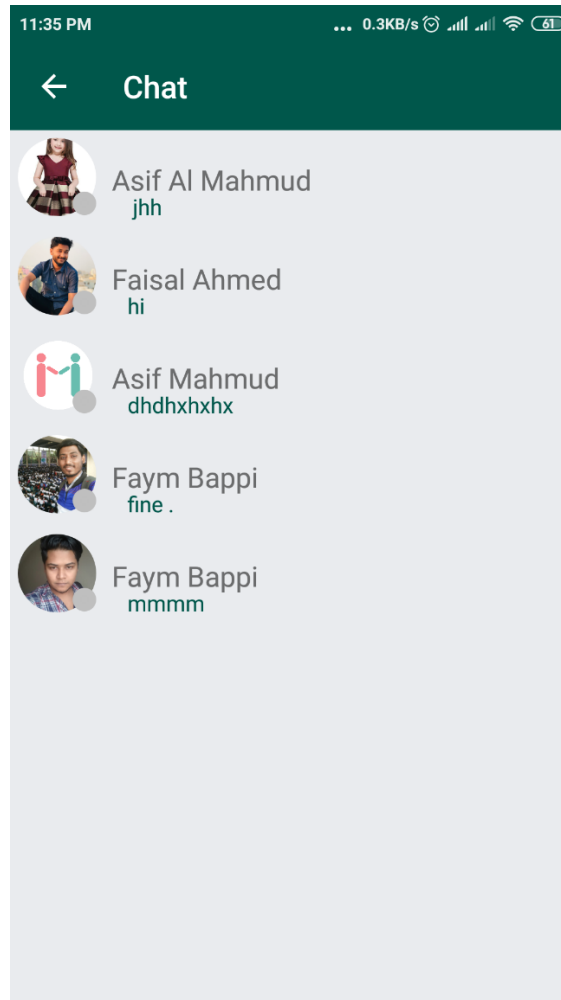 11:35 PM ... 0.3KB/s 61
Chat
Asif Al Mahmud
jhh
Faisal Ahmed
hi
Asif Mahmud
dhdhxhxhx
Faym Bappi
fine .
Faym Bappi
mmmm